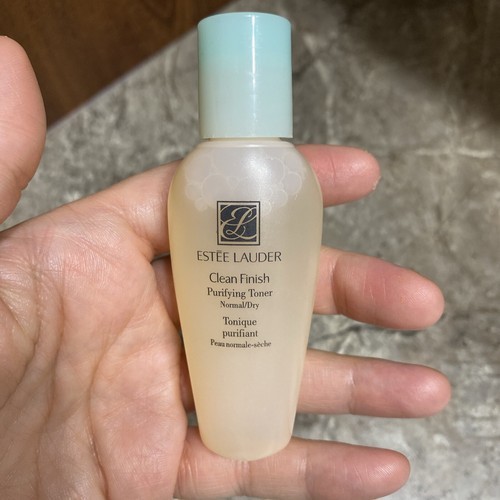 EL
ESTĒE LAUDER
Clean Finish
Purifying Toner
Normal/Dry
Tonique
purifiant
Peau normale-sèche